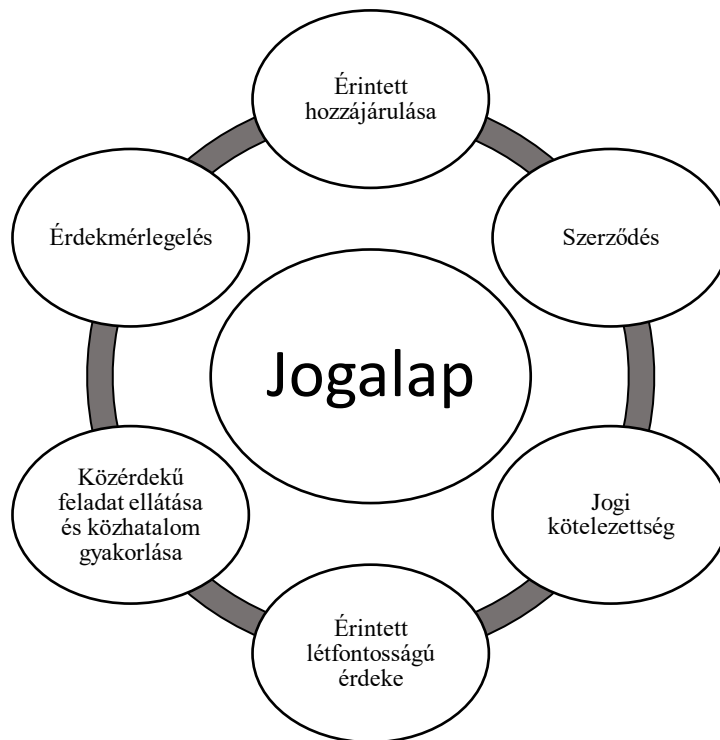 Érintett
hozzájárulása
Szerződés
Jogi
kötelezettség
Érintett
létfontosságú
érdeke
Közérdekű
feladat ellátása
és közhatalom
gyakorlása
Érdekmérlegelés
Jogalap